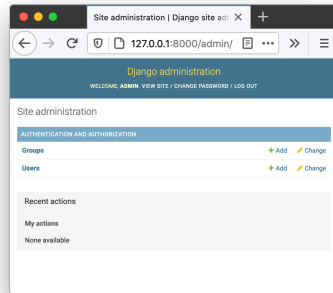 Site administration | Django site adm
127.0.0.1:8000/admin/
Django administration
WELCOME, ADMIN. VIEW SITE / CHANGE PASSWORD / LOG OUT
Site administration
AUTHENTICATION AND AUTHORIZATION
Groups + Add Change
Users + Add Change
Recent actions
My actions
None available